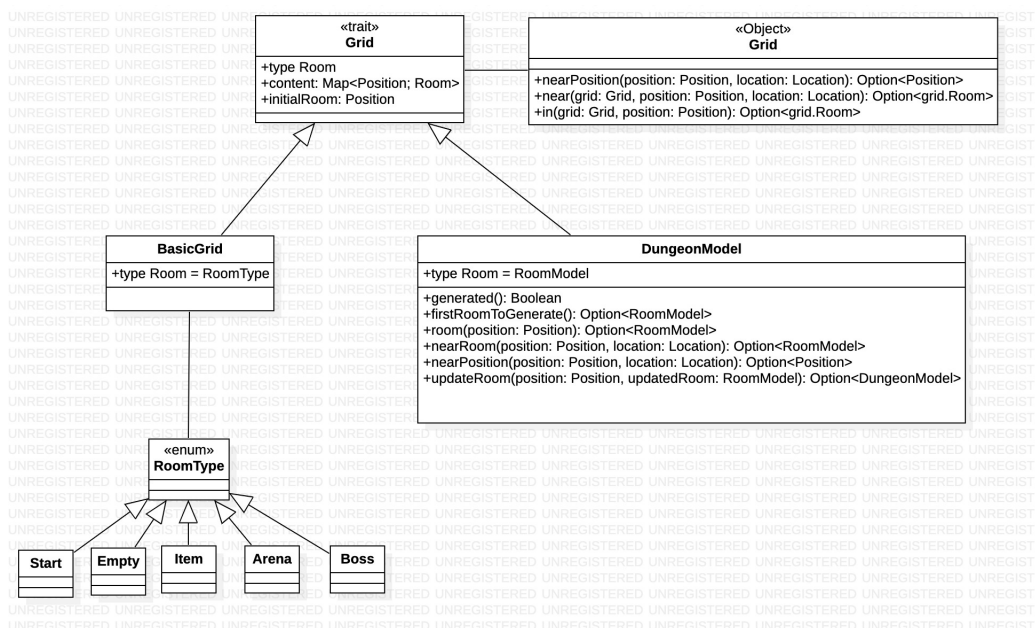 «trait»
Grid
+type Room
+content: Map<Position; Room>
+initialRoom: Position
«Object»
Grid
+nearPosition(position: Position, location: Location): Option<Position>
+near(grid: Grid, position: Position, location: Location): Option<grid.Room>
+in(grid: Grid, position: Position): Option<grid.Room>
BasicGrid
+type Room = RoomType
DungeonModel
+type Room = RoomModel
+generated(): Boolean
+firstRoomToGenerate(): Option<RoomModel>
+room(position: Position): Option<RoomModel>
+nearRoom(position: Position, location: Location): Option<RoomModel>
+nearPosition(position: Position, location: Location): Option<Position>
+updateRoom(position: Position, updatedRoom: RoomModel): Option<DungeonModel>
«enum»
RoomType
Start
Empty
Item
Arena
Boss
UNREGISTERED